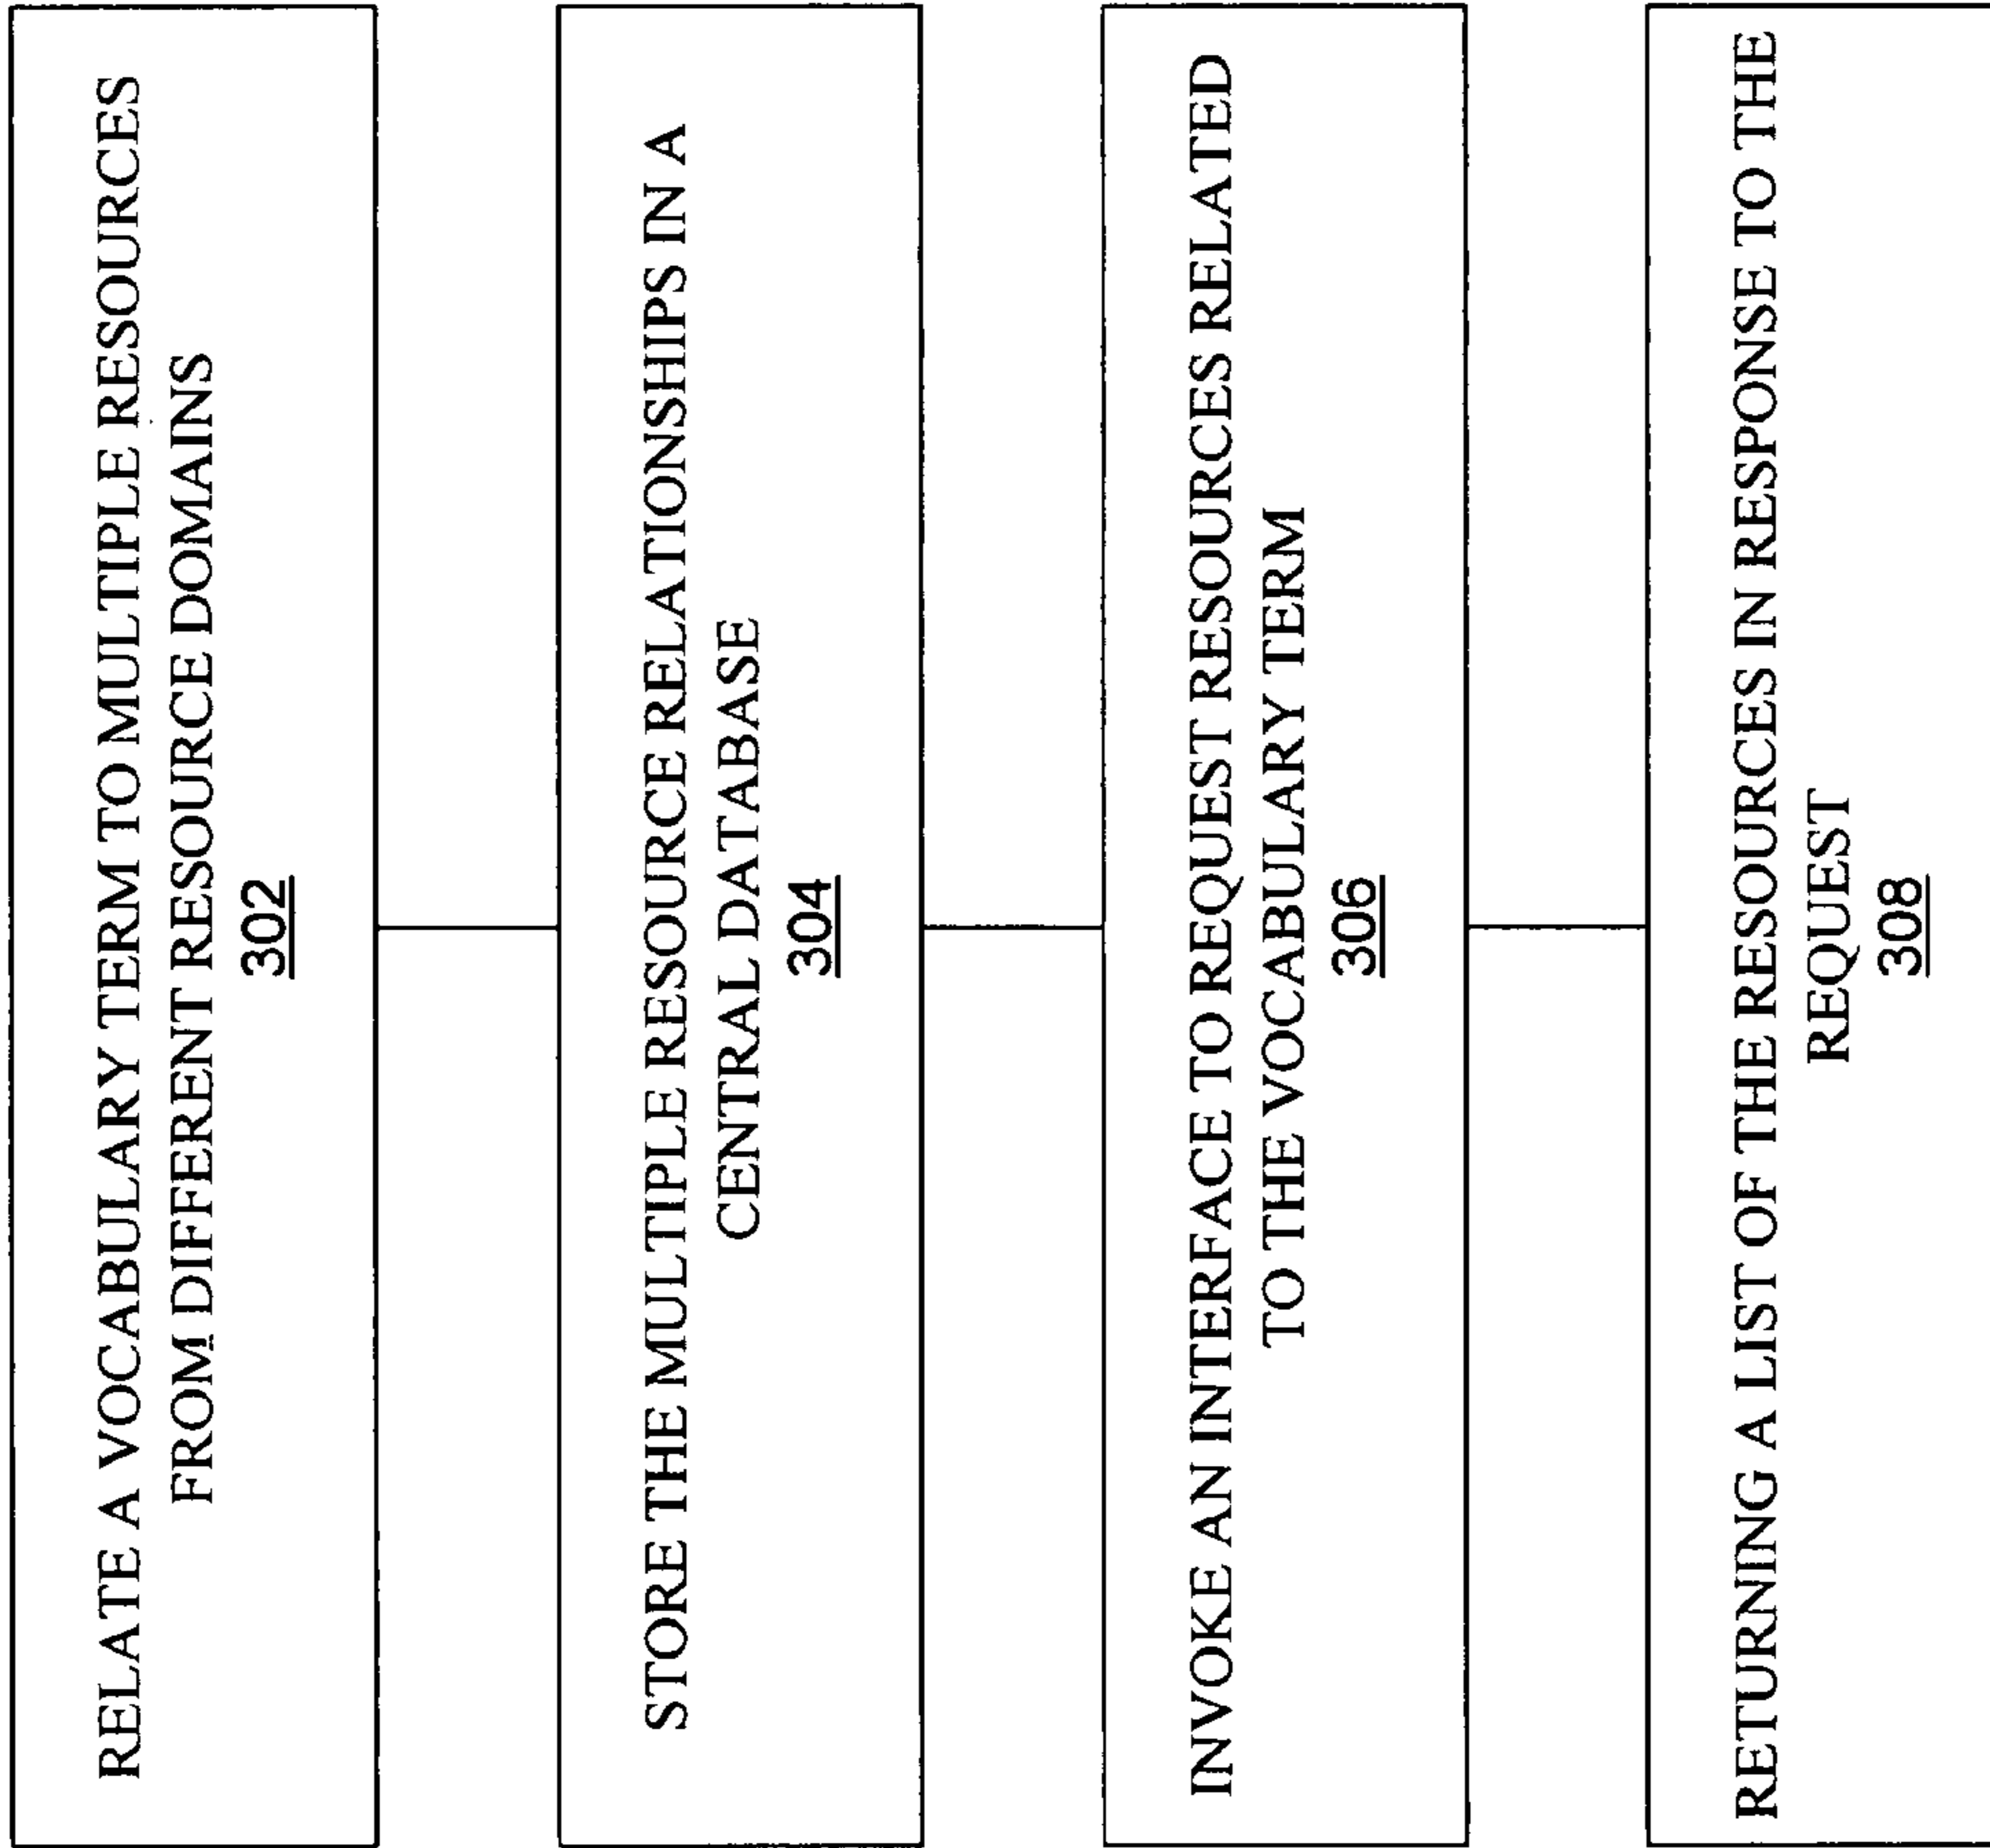 RELATE A VOCABULARY TERM TO MULTIPLE RESOURCES
FROM DIFFERENT RESOURCE DOMAINS
302
STORE THE MULTIPLE RESOURCE RELATIONSHIPS IN A
CENTRAL DATABASE
304
INVOKE AN INTERFACE TO REQUEST RESOURCES RELATED
TO THE VOCABULARY TERM
306
RETURNING A LIST OF THE RESOURCES IN RESPONSE TO THE
REQUEST
308